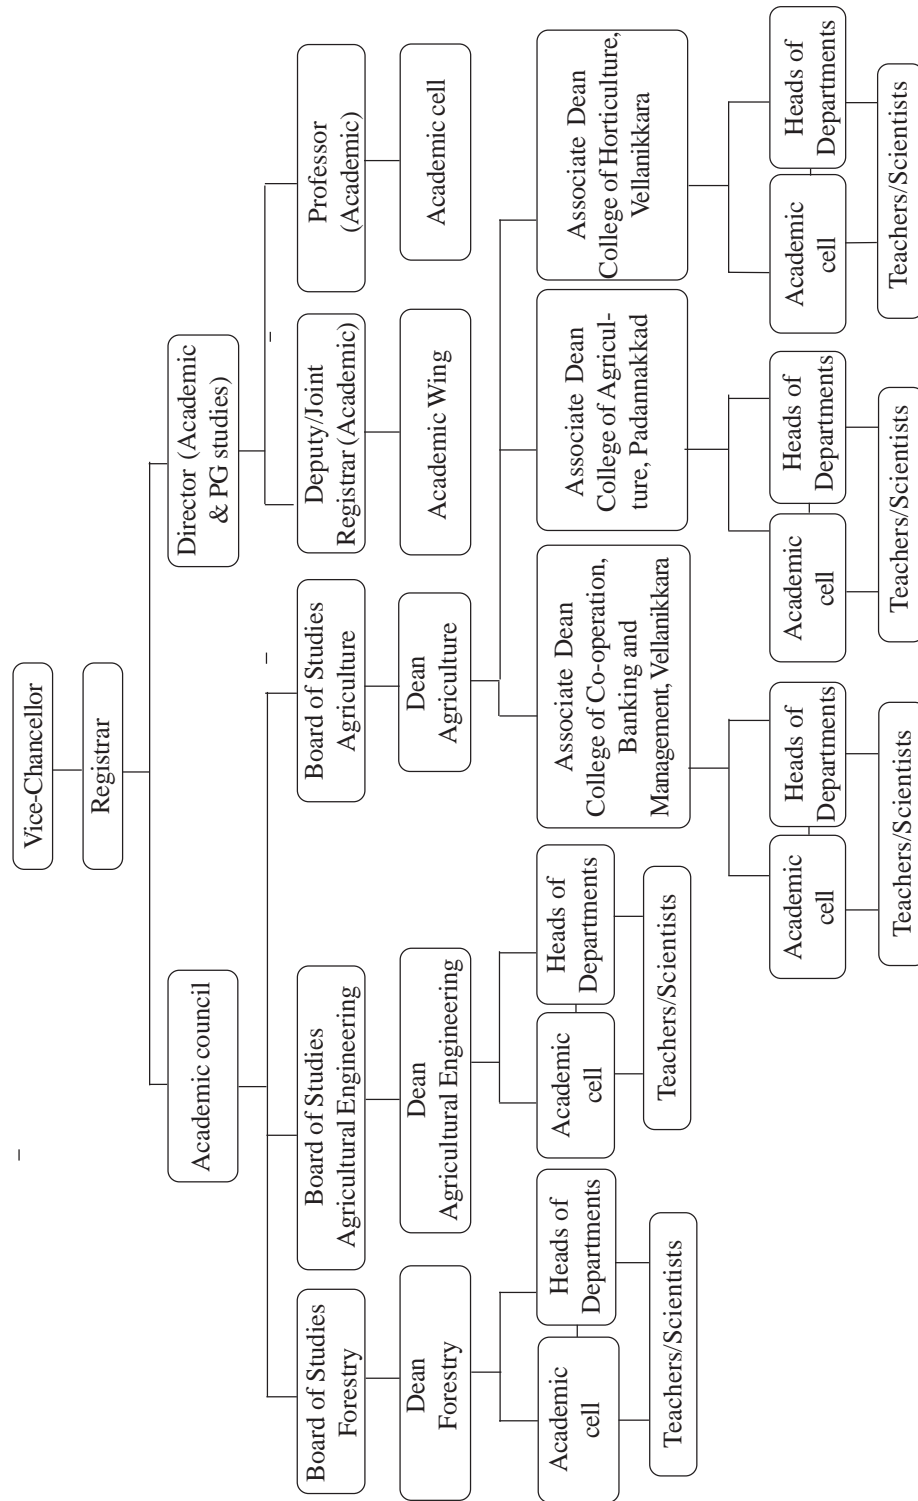 Vice-Chancellor
Registrar
Academic council
Director (Academic
& PG studies)
Board of Studies
Forestry
Board of Studies
Agricultural Engineering
Board of Studies
Agriculture
Deputy/Joint
Registrar (Academic)
Professor
(Academic)
Dean
Forestry
Dean
Agricultural Engineering
Dean
Agriculture
Academic Wing
Academic cell
Academic
cell
Heads of
Departments
Teachers/Scientists
Academic
cell
Heads of
Departments
Teachers/Scientists
Associate Dean
College of Co-operation,
Banking and
Management, Vellanikkara
Associate Dean
College of Agricul-
ture, Padannakkad
Associate Dean
College of Horticulture,
Vellanikkara
Academic
cell
Heads of
Departments
Teachers/Scientists
Academic
cell
Heads of
Departments
Teachers/Scientists
Academic
cell
Heads of
Departments
Teachers/Scientists